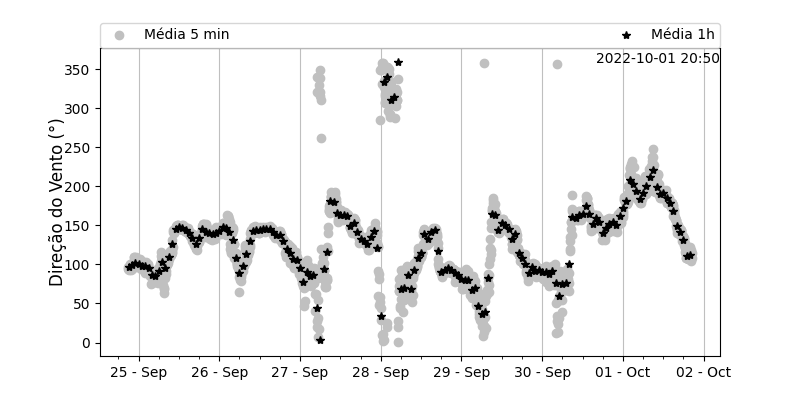 Média 5 min
Média 1h
2022-10-01 20:50
350
300
250
200
150
100
50
0
Direção do Vento (°)
25 - Sep
26 - Sep
27 - Sep
28 - Sep
29 - Sep
30 - Sep
01 - Oct
02 - Oct